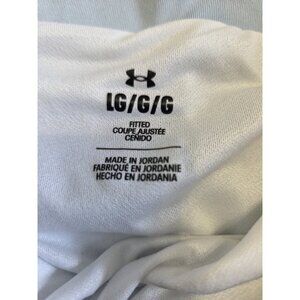 LG/G/G
FITTED
COUPE AJUSTÉE
CEÑIDO
MADE IN JORDAN
FABRIQUÉ EN JORDANIE
HECHO EN JORDANIA